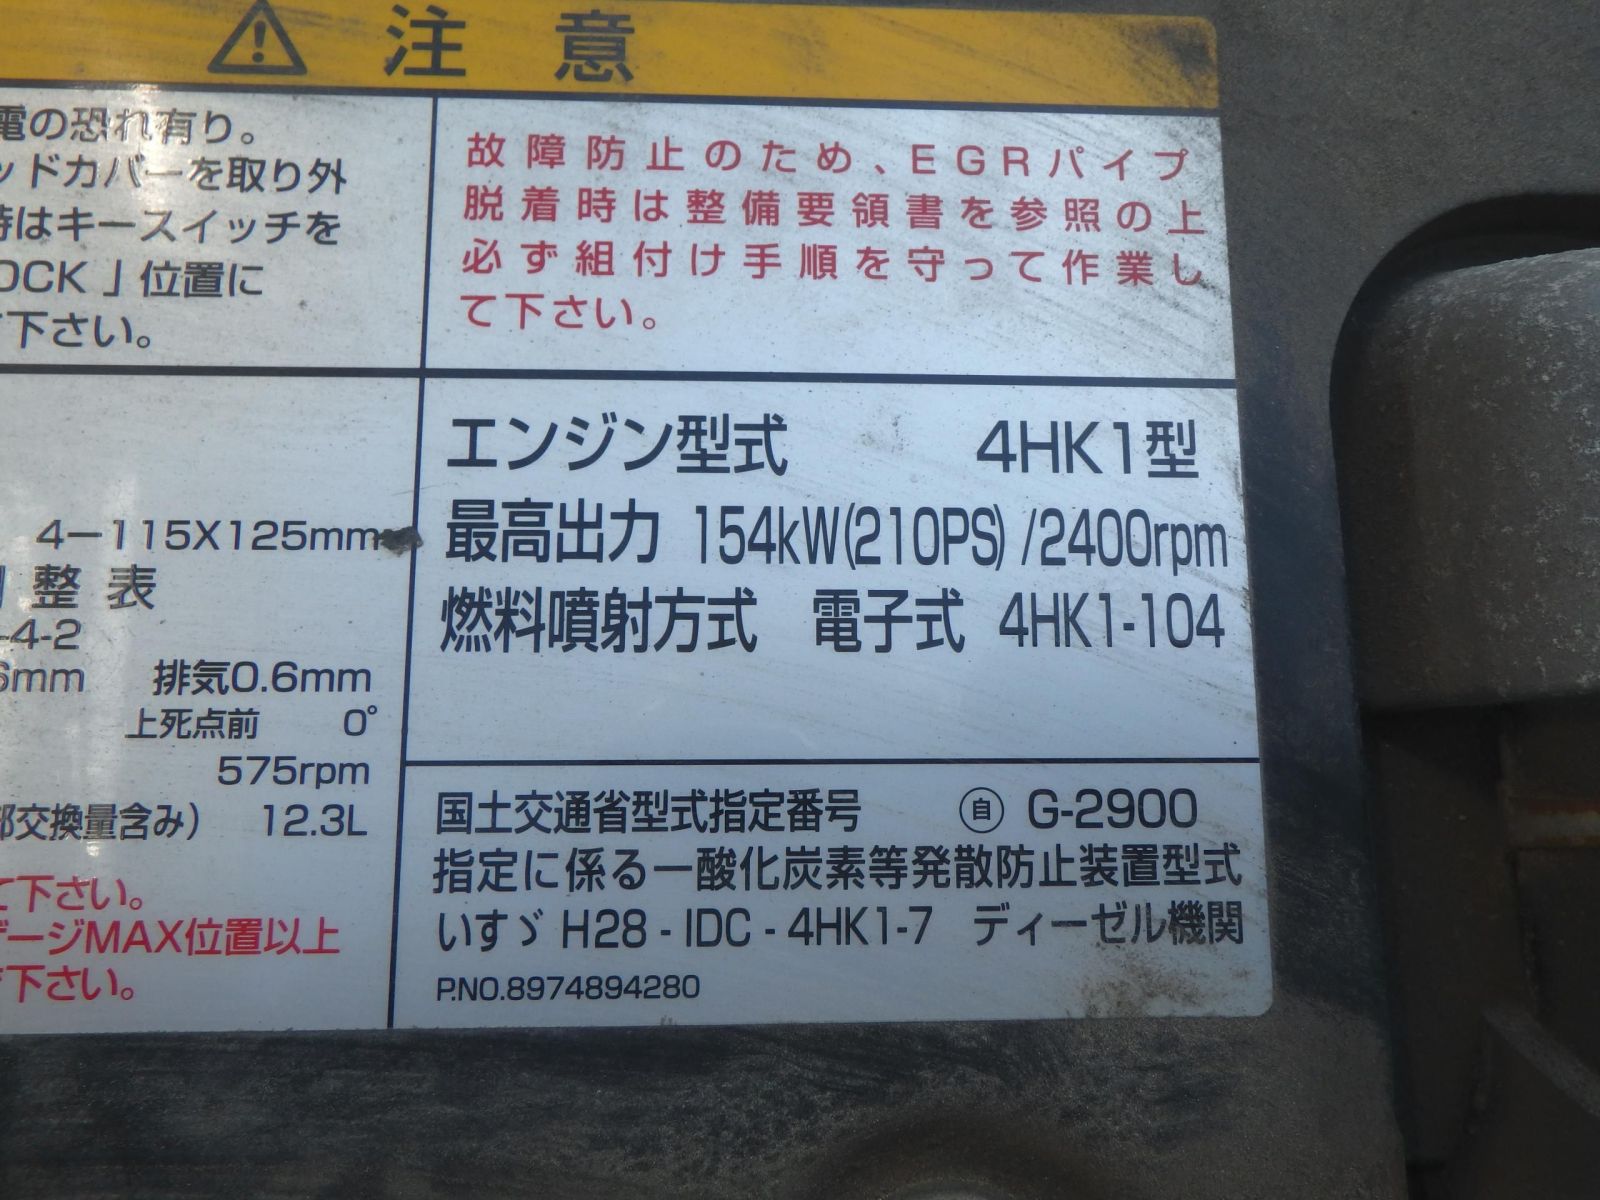 注意
電の恐れ有り。
ッドカバーを取り外
時はキースイッチを
OCK」位置に
て下さい。
故障防止のため、EGRパイプ
脱着時は整備要領書を参照の上
必ず組付け手順を守って作業し
て下さい。
4－115X125mm
整表
-4-2
6mm 排気0.6mm
上死点前 0°
575rpm
部交換量含み） 12.3L
て下さい。
ゲージMAX位置以上
下さい。
エンジン型式 4HK1型
最高出力 154kW(210PS) /2400rpm
燃料噴射方式 電子式 4HK1-104
国土交通省型式指定番号 自 G-2900
指定に係る一酸化炭素等発散防止装置型式
いすゞ H28 - IDC - 4HK1-7 ディーゼル機関
P.NO.8974894280